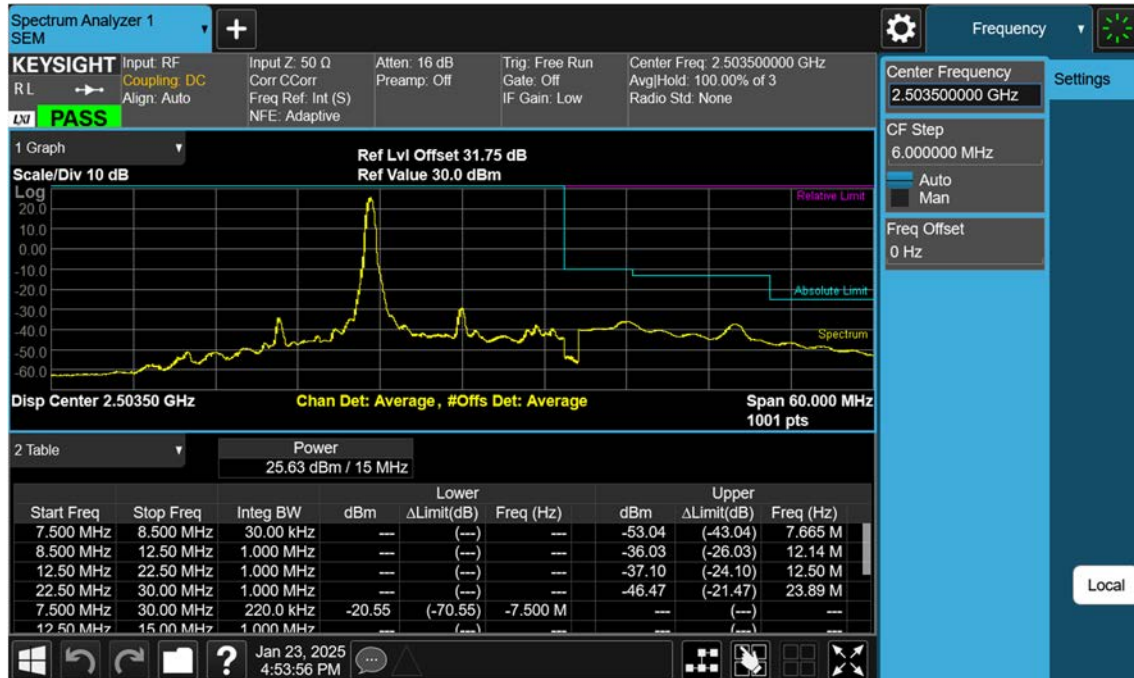 Spectrum Analyzer 1
SEM
Frequency
KEYSIGHT
RL
LXI
PASS
Input: RF
Coupling: DC
Align: Auto
Input Z: 50 Ω
Corr CCorr
Freq Ref: Int (S)
NFE: Adaptive
Atten: 16 dB
Preamp: Off
Trig: Free Run
Gate: Off
IF Gain: Low
Center Freq: 2.503500000 GHz
Avg|Hold: 100.00% of 3
Radio Std: None
Center Frequency
2.503500000 GHz
Settings
CF Step
6.000000 MHz
Auto
Man
Freq Offset
0 Hz
1 Graph
Ref Lvl Offset 31.75 dB
Scale/Div 10 dB
Ref Value 30.0 dBm
Log
20.0
10.0
0.00
-10.0
-20.0
-30.0
-40.0
-50.0
-60.0
Relative Limit
Absolute Limit
Spectrum
Disp Center 2.50350 GHz
Chan Det: Average, #Offs Det: Average
Span 60.000 MHz
1001 pts
2 Table
Power
25.63 dBm / 15 MHz
Lower Upper
Start Freq Stop Freq Integ BW dBm ΔLimit(dB) Freq (Hz) dBm ΔLimit(dB) Freq (Hz)
7.500 MHz 8.500 MHz 30.00 kHz --- (---) --- -53.04 (-43.04) 7.665 M
8.500 MHz 12.50 MHz 1.000 MHz --- (---) --- -36.03 (-26.03) 12.14 M
12.50 MHz 22.50 MHz 1.000 MHz --- (---) --- -37.10 (-24.10) 12.50 M
22.50 MHz 30.00 MHz 1.000 MHz --- (---) --- -46.47 (-21.47) 23.89 M
7.500 MHz 30.00 MHz 220.0 kHz -20.55 (-70.55) -7.500 M --- (---) ---
12.50 MHz 15.00 MHz 1.000 MHz --- (---) --- --- (---) ---
Local
Jan 23, 2025
4:53:56 PM